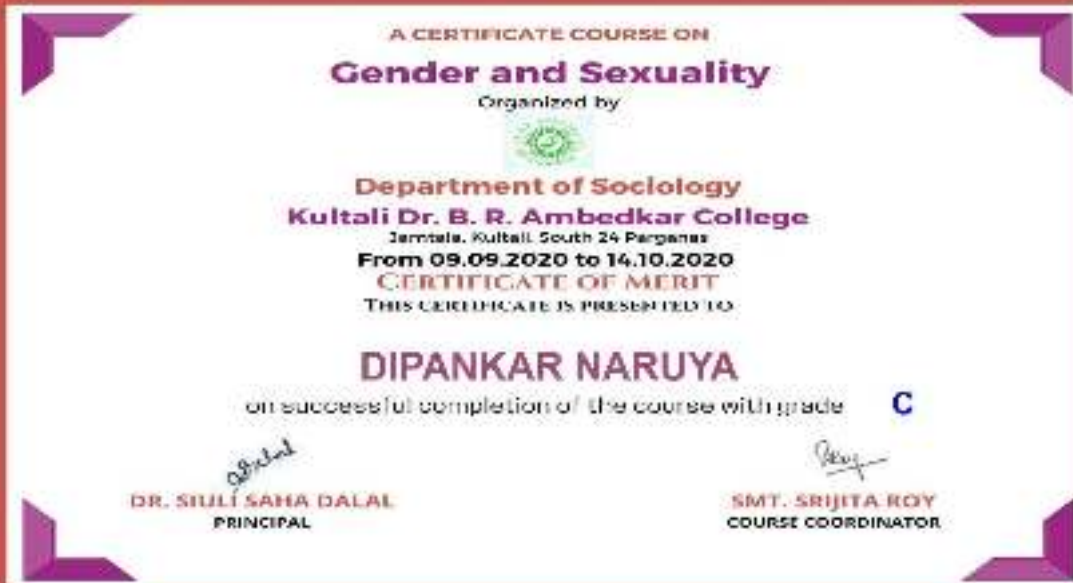 A CERTIFICATE COURSE ON
Gender and Sexuality
Organized by
Department of Sociology
Kultali Dr. B. R. Ambedkar College
Jamtala, Kultali, South 24 Parganas
From 09.09.2020 to 14.10.2020
CERTIFICATE OF MERIT
THIS CERTIFICATE IS PRESENTED TO
DIPANKAR NARUYA
on successful completion of the course with grade C
DR. SIULI SAHA DALAL
PRINCIPAL
SMT. SRIJITA ROY
COURSE COORDINATOR